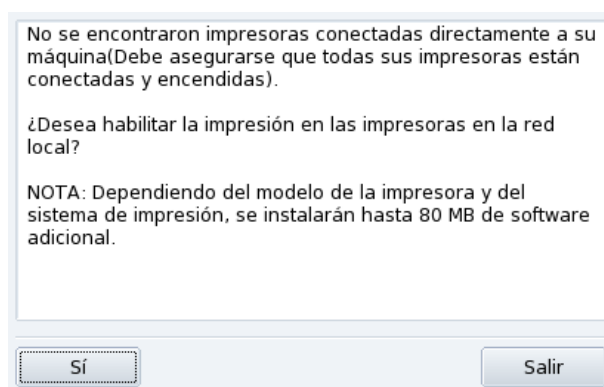 No se encontraron impresoras conectadas directamente a su
máquina(Debe asegurarse que todas sus impresoras están
conectadas y encendidas).
¿Desea habilitar la impresión en las impresoras en la red
local?
NOTA: Dependiendo del modelo de la impresora y del
sistema de impresión, se instalarán hasta 80 MB de software
adicional.
Sí
Salir